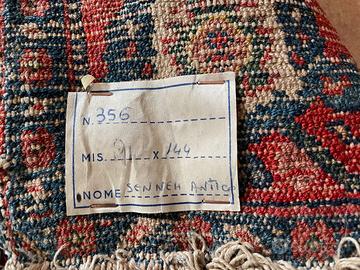 N. 356
MIS. 91 x 144
NOME SENNEH ANTICO